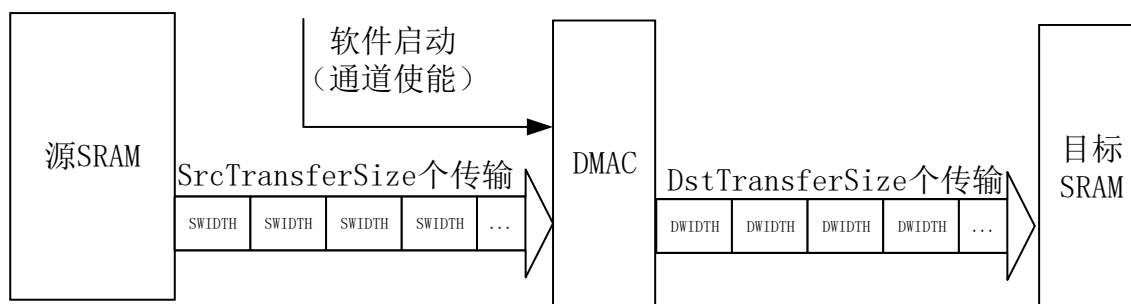 软件启动
（通道使能）
源SRAM
DMAC
目标
SRAM
SrcTransferSize个传输
DstTransferSize个传输
SWIDTH SWIDTH SWIDTH SWIDTH ...
DWIDTH DWIDTH DWIDTH DWIDTH ...